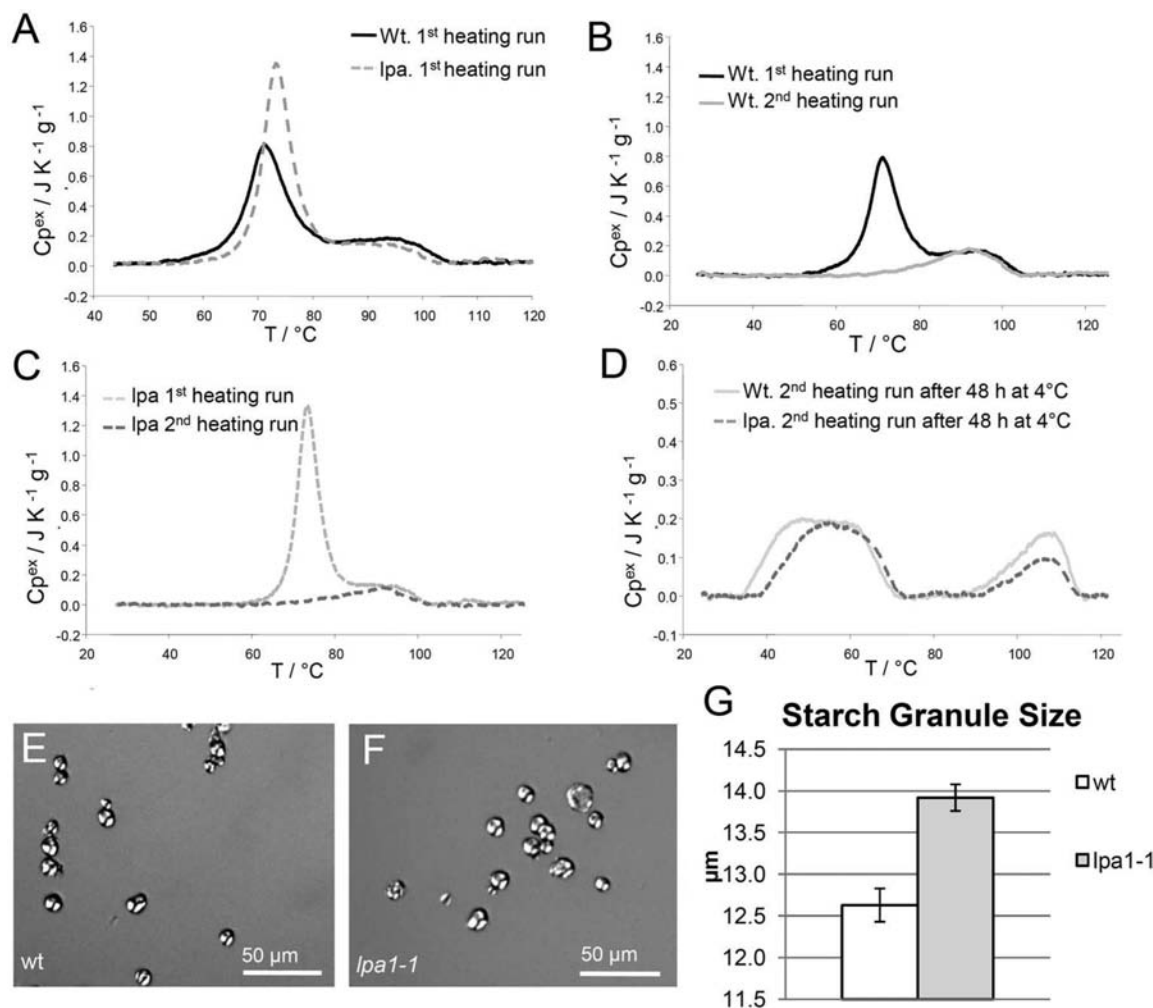 A
Wt. 1st heating run
lpa. 1st heating run
1.6
1.4
1.2
1.0
0.8
0.6
0.4
0.2
0.0
-0.2
Cp^ex / J K^-1 g^-1
40 50 60 70 80 90 100 110 120
T / °C
B
Wt. 1st heating run
Wt. 2nd heating run
1.6
1.4
1.2
1.0
0.8
0.6
0.4
0.2
0.0
-0.2
Cp^ex / J K^-1 g^-1
20 40 60 80 100 120
T / °C
C
lpa 1st heating run
lpa 2nd heating run
1.6
1.4
1.2
1.0
0.8
0.6
0.4
0.2
0.0
-0.2
Cp^ex / J K^-1 g^-1
20 40 60 80 100 120
T / °C
D
Wt. 2nd heating run after 48 h at 4°C
lpa. 2nd heating run after 48 h at 4°C
0.6
0.5
0.4
0.3
0.2
0.1
0.0
-0.1
Cp^ex / J K^-1 g^-1
20 40 60 80 100 120
T / °C
E
wt
50 µm
F
lpa1-1
50 µm
G
Starch Granule Size
14.5
14.0
13.5
13.0
12.5
12.0
11.5
µm
wt
lpa1-1